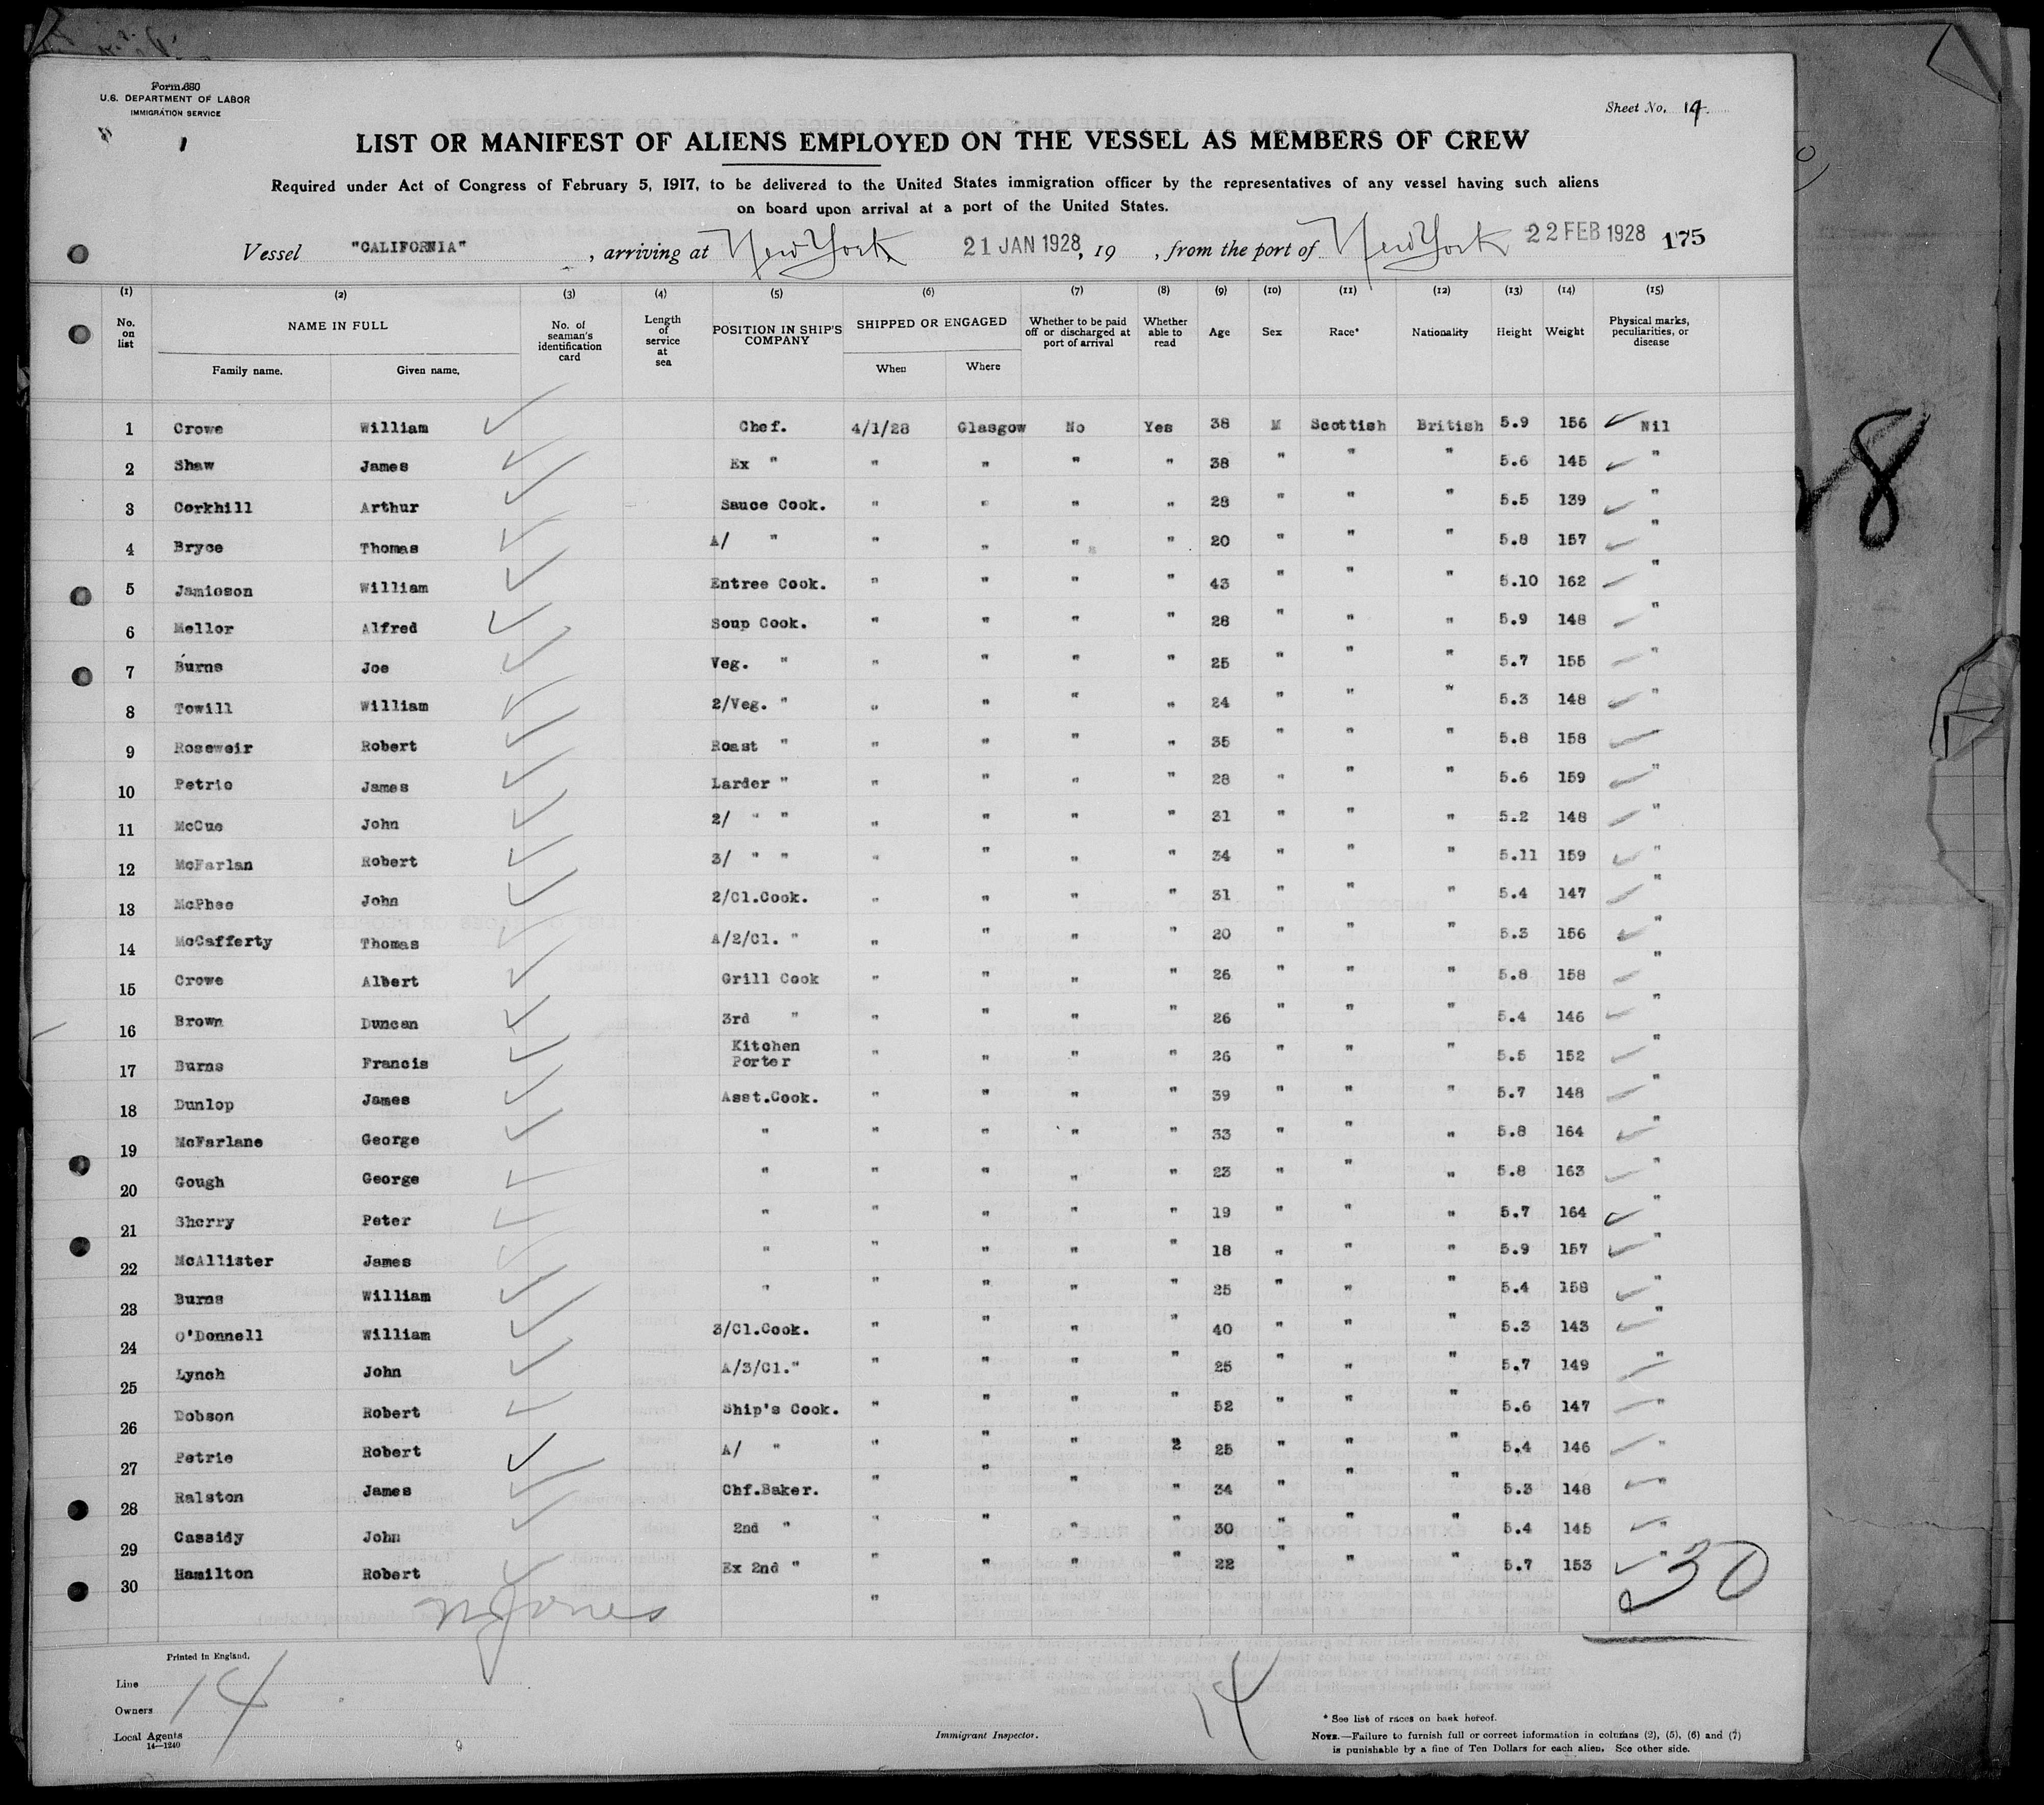 Form 680
U.S. DEPARTMENT OF LABOR
IMMIGRATION SERVICE
Sheet No. 14
LIST OR MANIFEST OF ALIENS EMPLOYED ON THE VESSEL AS MEMBERS OF CREW
Required under Act of Congress of February 5, 1917, to be delivered to the United States immigration officer by the representatives of any vessel having such aliens
on board upon arrival at a port of the United States.
Vessel "CALIFORNIA", arriving at New York 21 JAN 1928, 19 , from the port of New York 22 FEB 1928 175
(1) (2) (3) (4) (5) (6) (7) (8) (9) (10) (11) (12) (13) (14) (15)
No. on list NAME IN FULL Family name. Given name. No. of seaman's identification card Length of service at sea POSITION IN SHIP'S COMPANY SHIPPED OR ENGAGED When Where Whether to be paid off or discharged at port of arrival Whether able to read Age Sex Race* Nationality Height Weight Physical marks, peculiarities, or disease
1 Crowe William Chef. 4/1/28 Glasgow No Yes 38 M Scottish British 5.9 156 Nil
2 Shaw James Ex " " " " " 38 " " " 5.6 145 "
3 Corkhill Arthur Sauce Cook. " " " " 28 " " " 5.5 139 "
4 Bryce Thomas A/ " " " " " 20 " " " 5.8 157 "
5 Jamieson William Entree Cook. " " " " 43 " " " 5.10 162 "
6 Mellor Alfred Soup Cook. " " " " 28 " " " 5.9 148 "
7 Burns Joe Veg. " " " " " 25 " " " 5.7 155 "
8 Towill William 2/Veg. " " " " " 24 " " " 5.3 148 "
9 Roseweir Robert Roast " " " " " 35 " " " 5.8 158 "
10 Petrie James Larder " " " " " 28 " " " 5.6 159 "
11 McCue John 2/ " " " " " " 31 " " " 5.2 148 "
12 McFarlan Robert 3/ " " " " " " 34 " " " 5.11 159 "
13 McPhee John 2/Cl.Cook. " " " " 31 " " " 5.4 147 "
14 McCafferty Thomas A/2/Cl. " " " " " 20 " " " 5.3 156 "
15 Crowe Albert Grill Cook " " " " 26 " " " 5.8 158 "
16 Brown Duncan 3rd " " " " " 26 " " " 5.4 146 "
17 Burns Francis Kitchen Porter " " " " 26 " " " 5.5 152 "
18 Dunlop James Asst.Cook. " " " " 39 " " " 5.7 148 "
19 McFarlane George " " " " " 33 " " " 5.8 164 "
20 Gough George " " " " " 23 " " " 5.8 163 "
21 Sherry Peter " " " " " 19 " " " 5.7 164 "
22 McAllister James " " " " " 18 " " " 5.9 157 "
23 Burns William " " " " " 25 " " " 5.4 158 "
24 O'Donnell William 3/Cl.Cook. " " " " 40 " " " 5.3 143 "
25 Lynch John A/3/Cl." " " " " 25 " " " 5.7 149 "
26 Dobson Robert Ship's Cook. " " " " 52 " " " 5.6 147 "
27 Petrie Robert A/ " " " " 2 25 " " " 5.4 146 "
28 Ralston James Chf.Baker. " " " " 34 " " " 5.3 148 "
29 Cassidy John 2nd " " " " " 30 " " " 5.4 145 "
30 Hamilton Robert Ex 2nd " " " " " 22 " " " 5.7 153 "
" 30
Printed in England.
Line
Owners
Local Agents
14—1240
14
14
Immigrant Inspector.
* See list of races on back hereof.
NOTE.—Failure to furnish full or correct information in columns (2), (5), (6) and (7)
is punishable by a fine of Ten Dollars for each alien. See other side.
8